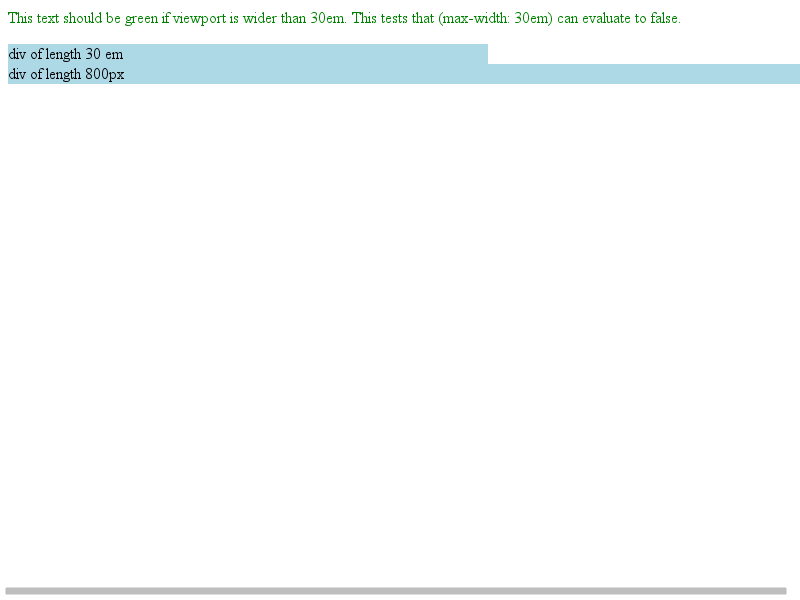 This text should be green if viewport is wider than 30em. This tests that (max-width: 30em) can evaluate to false.
div of length 30 em
div of length 800px